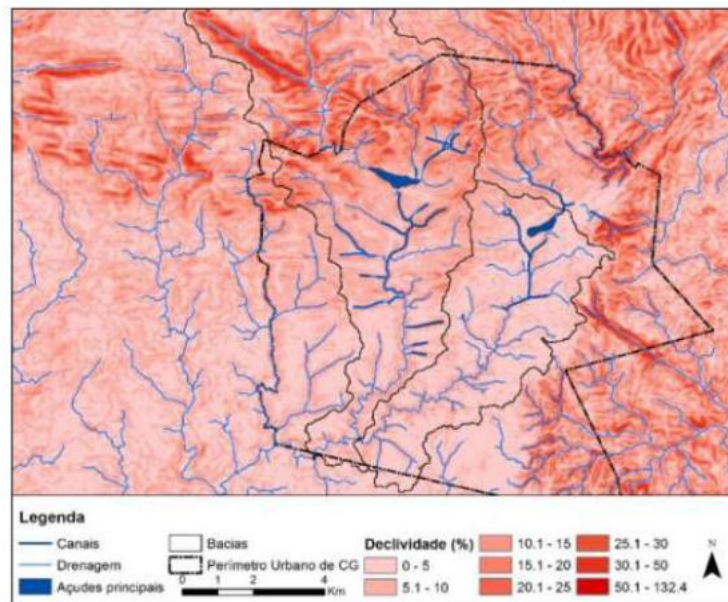 Legenda
Canais
Drenagem
Açudes principais
Bacias
Perímetro Urbano de CG
0 1 2 4
Km
Declividade (%)
0 - 5
5.1 - 10
10.1 - 15
15.1 - 20
20.1 - 25
25.1 - 30
30.1 - 50
50.1 - 132.4
N